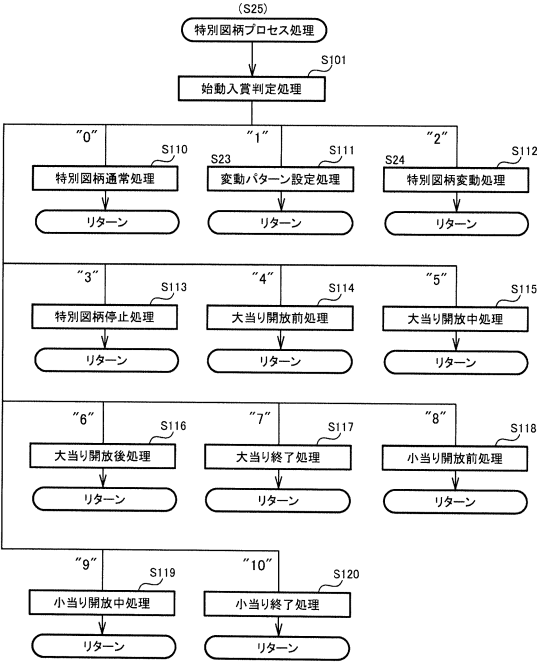 (S25)
特別図柄プロセス処理
S101
始動入賞判定処理
"0"
"1"
"2"
S110
S23
S111
S24
S112
特別図柄通常処理
変動パターン設定処理
特別図柄変動処理
リターン
リターン
リターン
"3"
"4"
"5"
S113
S114
S115
特別図柄停止処理
大当り開放前処理
大当り開放中処理
リターン
リターン
リターン
"6"
"7"
"8"
S116
S117
S118
大当り開放後処理
大当り終了処理
小当り開放前処理
リターン
リターン
リターン
"9"
"10"
S119
S120
小当り開放中処理
小当り終了処理
リターン
リターン